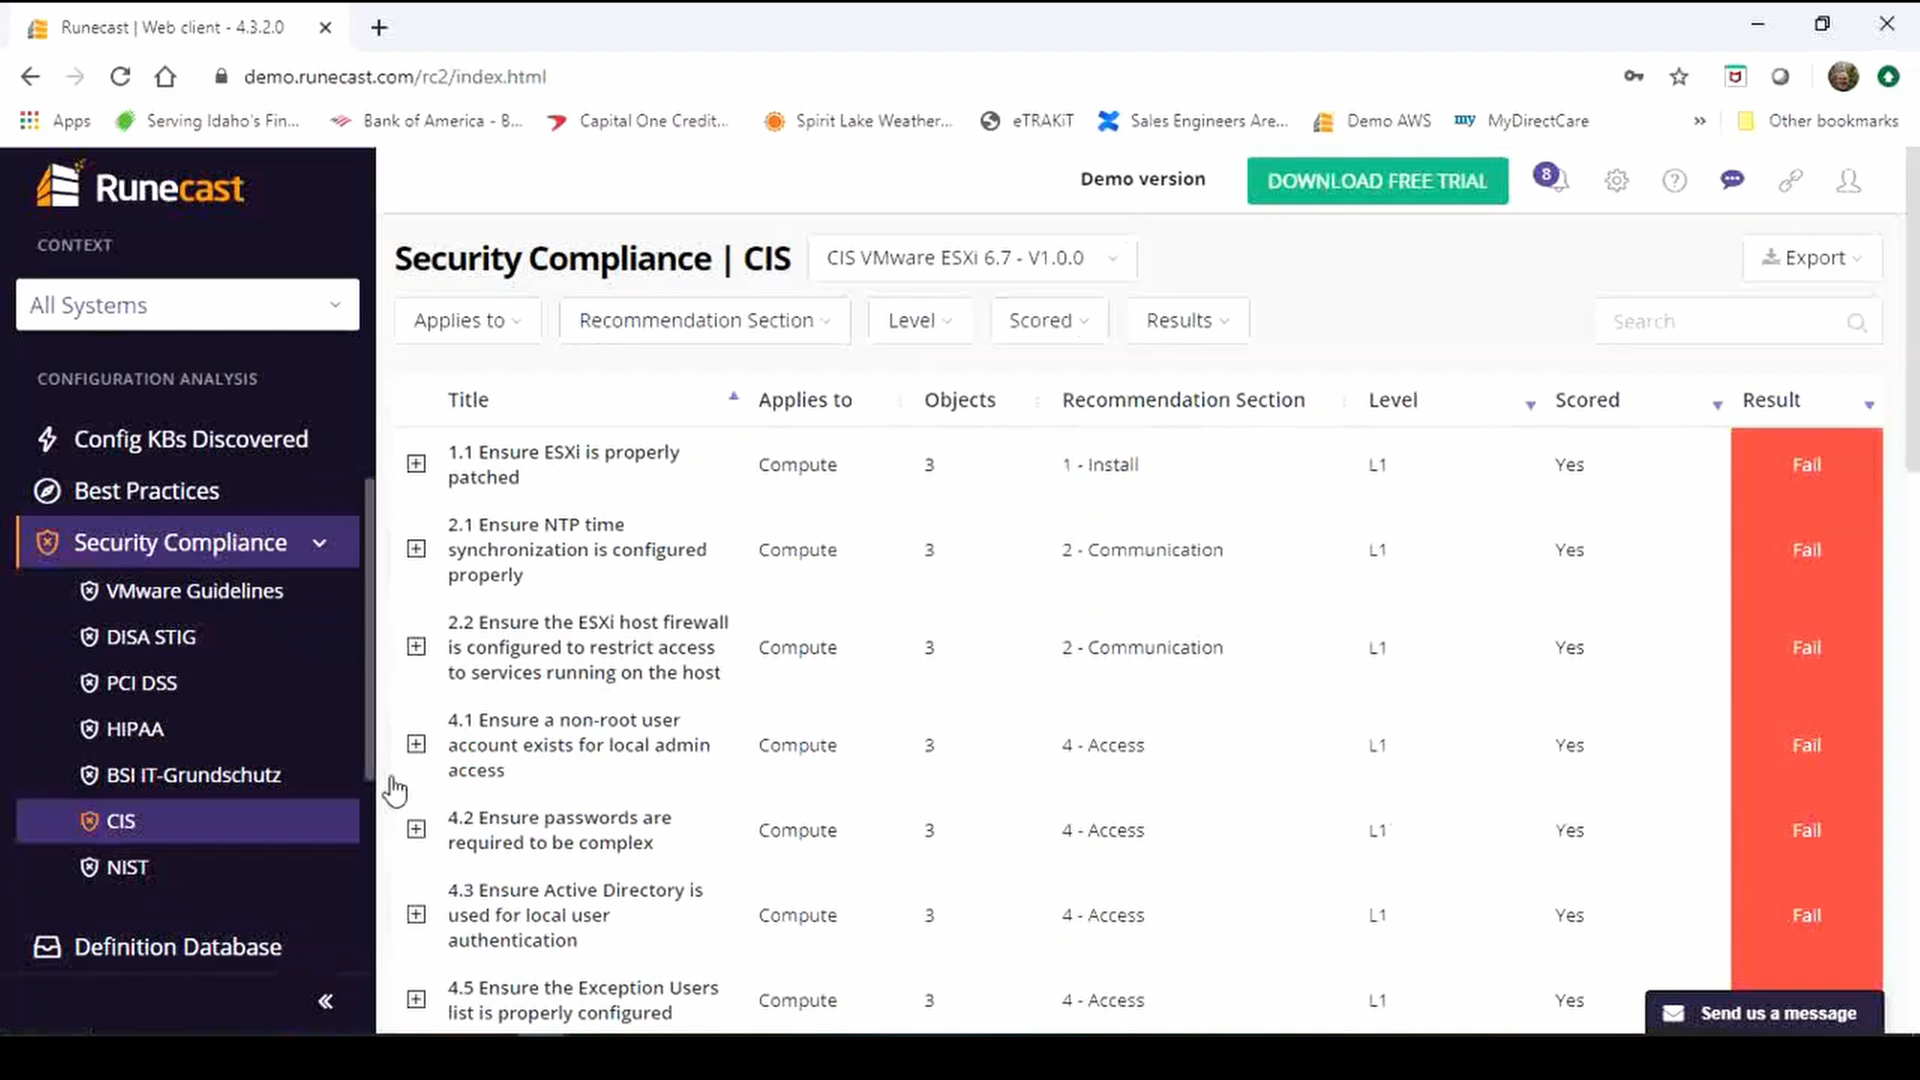 Runecast | Web client - 4.3.2.0
demo.runecast.com/rc2/index.html
Apps
Serving Idaho's Fin...
Bank of America - B...
Capital One Credit...
Spirit Lake Weather...
eTRAKiT
Sales Engineers Are...
Demo AWS
my MyDirectCare
Other bookmarks
Runecast
Demo version
DOWNLOAD FREE TRIAL
8
CONTEXT
All Systems
CONFIGURATION ANALYSIS
Config KBs Discovered
Best Practices
Security Compliance
VMware Guidelines
DISA STIG
PCI DSS
HIPAA
BSI IT-Grundschutz
CIS
NIST
Definition Database
Security Compliance | CIS
CIS VMware ESXi 6.7 - V1.0.0
Export
Applies to
Recommendation Section
Level
Scored
Results
Search
Title Applies to Objects Recommendation Section Level Scored Result
1.1 Ensure ESXi is properly
patched
Compute 3 1 - Install L1 Yes Fail
2.1 Ensure NTP time
synchronization is configured
properly
Compute 3 2 - Communication L1 Yes Fail
2.2 Ensure the ESXi host firewall
is configured to restrict access
to services running on the host
Compute 3 2 - Communication L1 Yes Fail
4.1 Ensure a non-root user
account exists for local admin
access
Compute 3 4 - Access L1 Yes Fail
4.2 Ensure passwords are
required to be complex
Compute 3 4 - Access L1 Yes Fail
4.3 Ensure Active Directory is
used for local user
authentication
Compute 3 4 - Access L1 Yes Fail
4.5 Ensure the Exception Users
list is properly configured
Compute 3 4 - Access L1 Yes
Send us a message